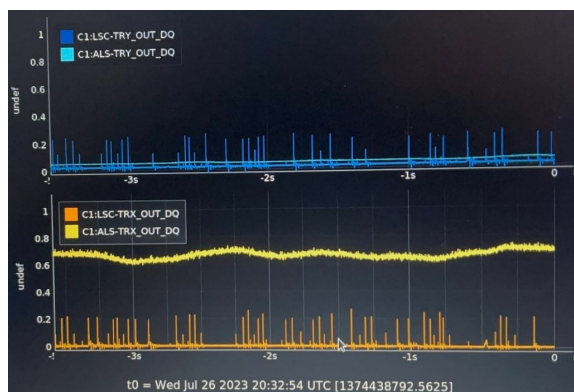 1
C1:LSC-TRY_OUT_DQ
0.8
C1:ALS-TRY_OUT_DQ
0.6
undef
0.4
0.2
0
-3s
-2s
-1s
0
1
C1:LSC-TRX_OUT_DQ
0.8
C1:ALS-TRX_OUT_DQ
0.6
undef
0.4
0.2
0
-3s
-2s
-1s
0
t0 = Wed Jul 26 2023 20:32:54 UTC [1374438792.5625]